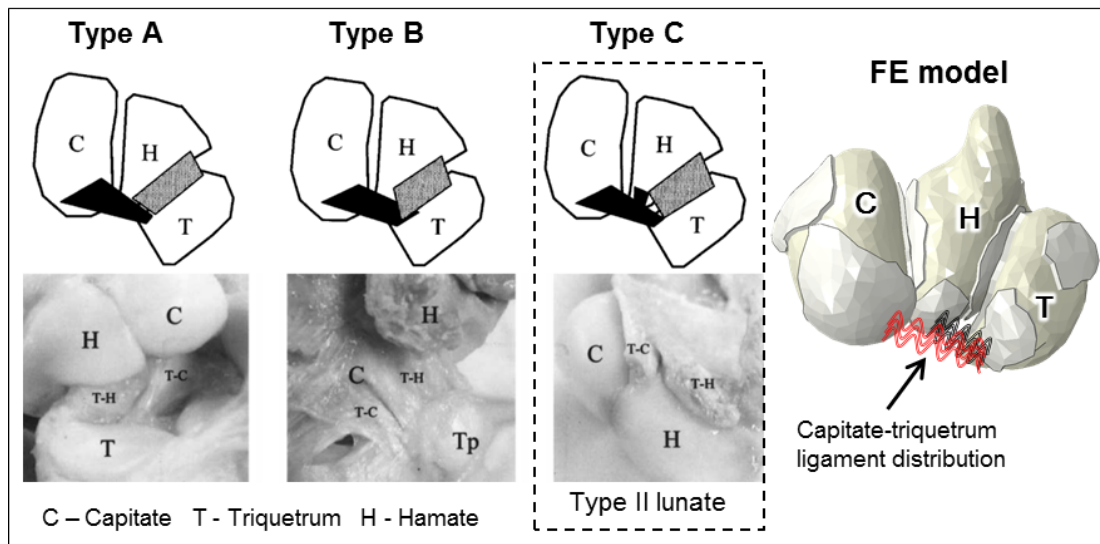 Type A
Type B
Type C
FE model
C
H
T
C
H
T
C
H
T
C
H
T
C
H
T-C
T-H
T
H
C
T-H
T-C
Tp
C
T-C
T-H
H
Capitate-triquetrum
ligament distribution
Type II lunate
C – Capitate T - Triquetrum H - Hamate